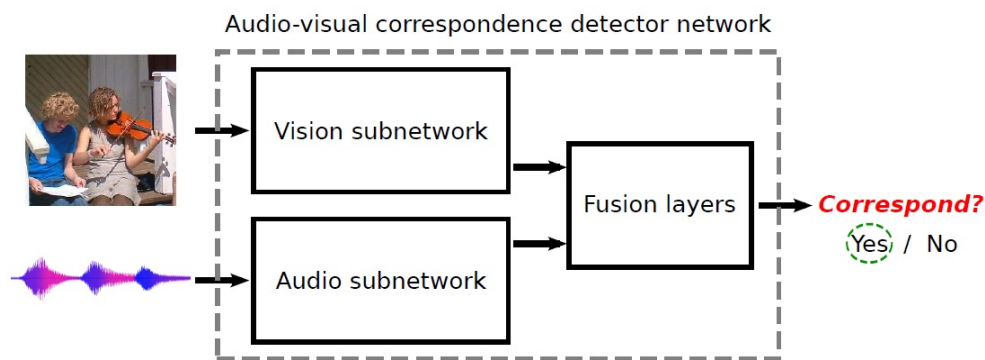 Audio-visual correspondence detector network
Vision subnetwork
Audio subnetwork
Fusion layers
Correspond?
Yes / No